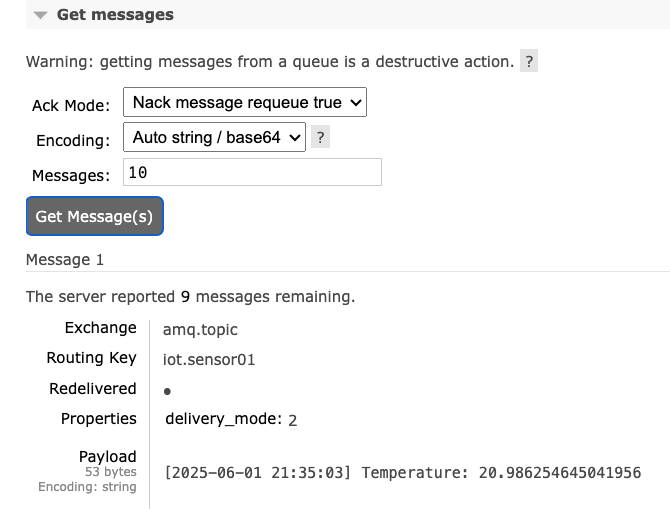 Get messages
Warning: getting messages from a queue is a destructive action. ?
Ack Mode: Nack message requeue true
Encoding: Auto string / base64 ?
Messages: 10
Get Message(s)
Message 1
The server reported 9 messages remaining.
Exchange amq.topic
Routing Key iot.sensor01
Redelivered ●
Properties delivery_mode: 2
Payload
53 bytes
Encoding: string
[2025-06-01 21:35:03] Temperature: 20.986254645041956